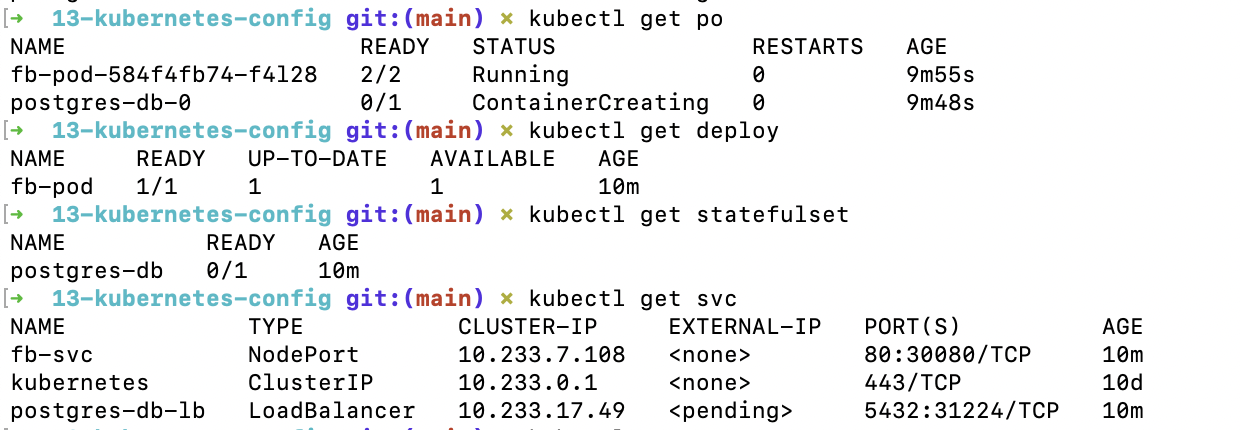 [➜  13-kubernetes-config git:(main) ✗ kubectl get po
NAME                      READY   STATUS              RESTARTS   AGE
fb-pod-584f4fb74-f4l28   2/2     Running             0          9m55s
postgres-db-0            0/1     ContainerCreating   0          9m48s
[➜  13-kubernetes-config git:(main) ✗ kubectl get deploy
NAME     READY   UP-TO-DATE   AVAILABLE   AGE
fb-pod   1/1     1            1           10m
[➜  13-kubernetes-config git:(main) ✗ kubectl get statefulset
NAME          READY   AGE
postgres-db   0/1     10m
[➜  13-kubernetes-config git:(main) ✗ kubectl get svc
NAME             TYPE           CLUSTER-IP     EXTERNAL-IP   PORT(S)          AGE
fb-svc           NodePort       10.233.7.108   <none>        80:30080/TCP     10m
kubernetes       ClusterIP      10.233.0.1     <none>        443/TCP          10d
postgres-db-lb   LoadBalancer   10.233.17.49   <pending>     5432:31224/TCP   10m